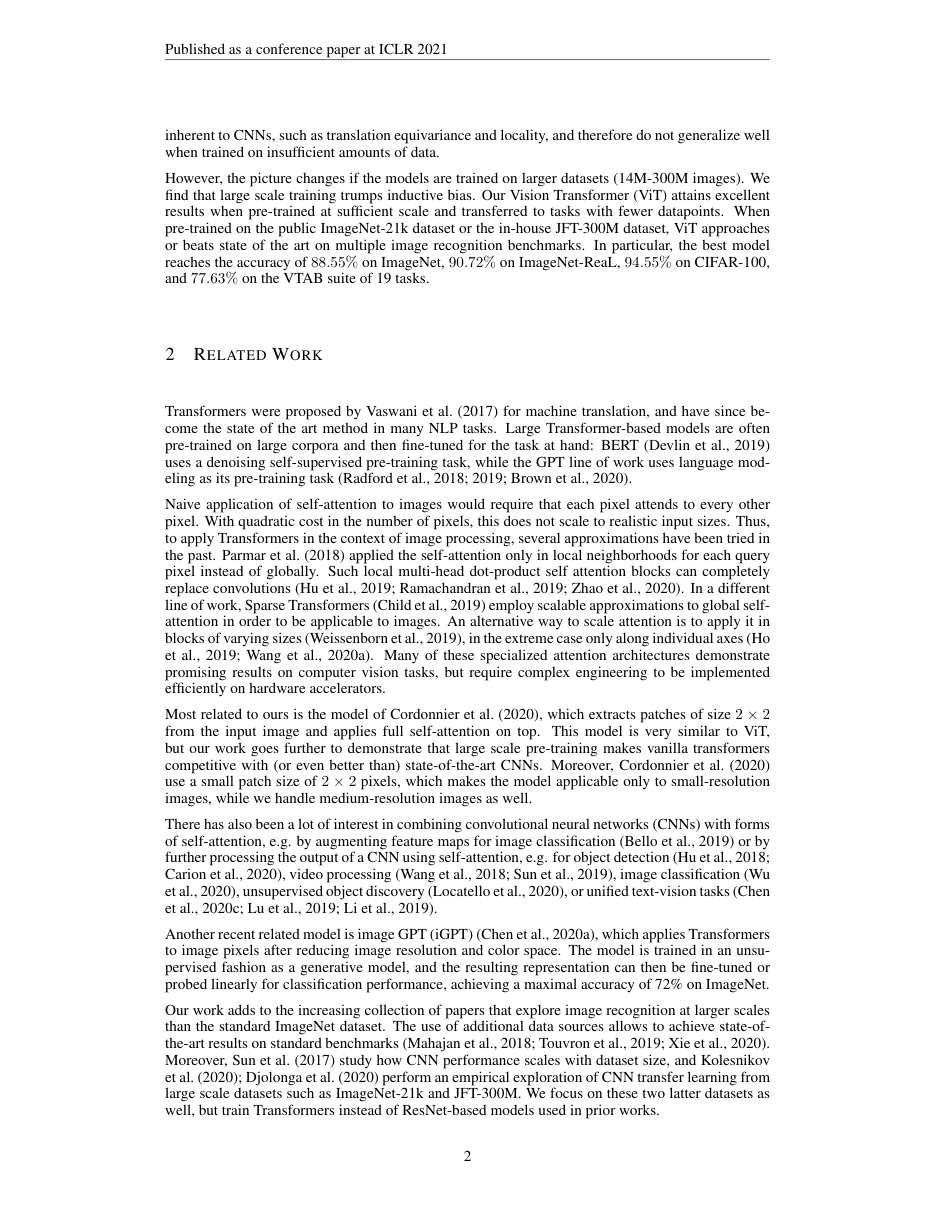 Published as a conference paper at ICLR 2021
inherent to CNNs, such as translation equivariance and locality, and therefore do not generalize well
when trained on insufficient amounts of data.
However, the picture changes if the models are trained on larger datasets (14M-300M images). We
find that large scale training trumps inductive bias. Our Vision Transformer (ViT) attains excellent
results when pre-trained at sufficient scale and transferred to tasks with fewer datapoints. When
pre-trained on the public ImageNet-21k dataset or the in-house JFT-300M dataset, ViT approaches
or beats state of the art on multiple image recognition benchmarks. In particular, the best model
reaches the accuracy of 88.55% on ImageNet, 90.72% on ImageNet-ReaL, 94.55% on CIFAR-100,
and 77.63% on the VTAB suite of 19 tasks.
2 RELATED WORK
Transformers were proposed by Vaswani et al. (2017) for machine translation, and have since be-
come the state of the art method in many NLP tasks. Large Transformer-based models are often
pre-trained on large corpora and then fine-tuned for the task at hand: BERT (Devlin et al., 2019)
uses a denoising self-supervised pre-training task, while the GPT line of work uses language mod-
eling as its pre-training task (Radford et al., 2018; 2019; Brown et al., 2020).
Naive application of self-attention to images would require that each pixel attends to every other
pixel. With quadratic cost in the number of pixels, this does not scale to realistic input sizes. Thus,
to apply Transformers in the context of image processing, several approximations have been tried in
the past. Parmar et al. (2018) applied the self-attention only in local neighborhoods for each query
pixel instead of globally. Such local multi-head dot-product self attention blocks can completely
replace convolutions (Hu et al., 2019; Ramachandran et al., 2019; Zhao et al., 2020). In a different
line of work, Sparse Transformers (Child et al., 2019) employ scalable approximations to global self-
attention in order to be applicable to images. An alternative way to scale attention is to apply it in
blocks of varying sizes (Weissenborn et al., 2019), in the extreme case only along individual axes (Ho
et al., 2019; Wang et al., 2020a). Many of these specialized attention architectures demonstrate
promising results on computer vision tasks, but require complex engineering to be implemented
efficiently on hardware accelerators.
Most related to ours is the model of Cordonnier et al. (2020), which extracts patches of size 2 × 2
from the input image and applies full self-attention on top. This model is very similar to ViT,
but our work goes further to demonstrate that large scale pre-training makes vanilla transformers
competitive with (or even better than) state-of-the-art CNNs. Moreover, Cordonnier et al. (2020)
use a small patch size of 2 × 2 pixels, which makes the model applicable only to small-resolution
images, while we handle medium-resolution images as well.
There has also been a lot of interest in combining convolutional neural networks (CNNs) with forms
of self-attention, e.g. by augmenting feature maps for image classification (Bello et al., 2019) or by
further processing the output of a CNN using self-attention, e.g. for object detection (Hu et al., 2018;
Carion et al., 2020), video processing (Wang et al., 2018; Sun et al., 2019), image classification (Wu
et al., 2020), unsupervised object discovery (Locatello et al., 2020), or unified text-vision tasks (Chen
et al., 2020c; Lu et al., 2019; Li et al., 2019).
Another recent related model is image GPT (iGPT) (Chen et al., 2020a), which applies Transformers
to image pixels after reducing image resolution and color space. The model is trained in an unsu-
pervised fashion as a generative model, and the resulting representation can then be fine-tuned or
probed linearly for classification performance, achieving a maximal accuracy of 72% on ImageNet.
Our work adds to the increasing collection of papers that explore image recognition at larger scales
than the standard ImageNet dataset. The use of additional data sources allows to achieve state-of-
the-art results on standard benchmarks (Mahajan et al., 2018; Touvron et al., 2019; Xie et al., 2020).
Moreover, Sun et al. (2017) study how CNN performance scales with dataset size, and Kolesnikov
et al. (2020); Djolonga et al. (2020) perform an empirical exploration of CNN transfer learning from
large scale datasets such as ImageNet-21k and JFT-300M. We focus on these two latter datasets as
well, but train Transformers instead of ResNet-based models used in prior works.
2